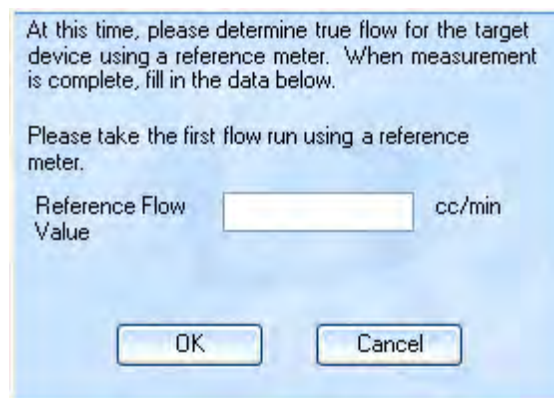 At this time, please determine true flow for the target
device using a reference meter.  When measurement
is complete, fill in the data below.
Please take the first flow run using a reference
meter.
Reference Flow
Value
cc/min
OK
Cancel